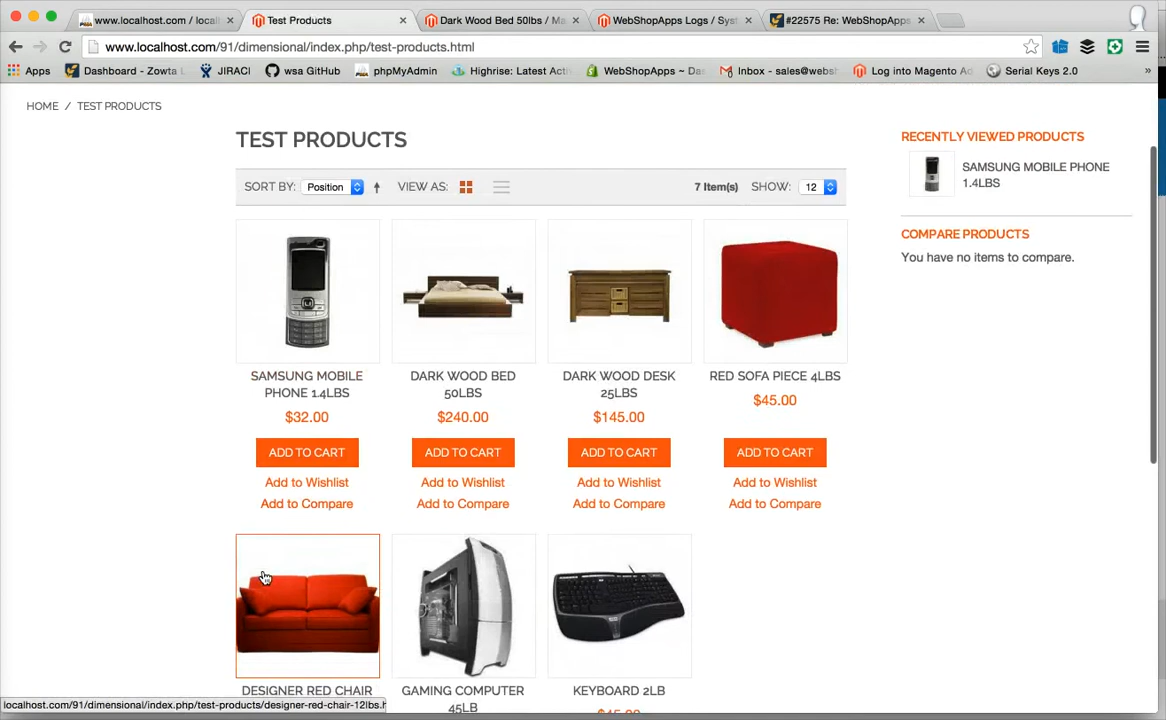 www.localhost.com / local
Test Products
Dark Wood Bed 50lbs / Ma
WebShopApps Logs / Sys
#22575 Re: WebShopApps
www.localhost.com/91/dimensional/index.php/test-products.html
Apps
Dashboard - Zowta
JIRA
wsa GitHub
phpMyAdmin
Highrise: Latest Act
WebShopApps ~ Da
Inbox - sales@webs
Log into Magento Ad
Serial Keys 2.0
»
HOME / TEST PRODUCTS
TEST PRODUCTS
SORT BY: Position VIEW AS: 7 Item(s) SHOW: 12
RECENTLY VIEWED PRODUCTS
SAMSUNG MOBILE PHONE
1.4LBS
COMPARE PRODUCTS
You have no items to compare.
SAMSUNG MOBILE
PHONE 1.4LBS
$32.00
ADD TO CART
Add to Wishlist
Add to Compare
DARK WOOD BED
50LBS
$240.00
ADD TO CART
Add to Wishlist
Add to Compare
DARK WOOD DESK
25LBS
$145.00
ADD TO CART
Add to Wishlist
Add to Compare
RED SOFA PIECE 4LBS
$45.00
ADD TO CART
Add to Wishlist
Add to Compare
DESIGNER RED CHAIR
GAMING COMPUTER
45LB
KEYBOARD 2LB
$45.00
localhost.com/91/dimensional/index.php/test-products/designer-red-chair-12lbs.h